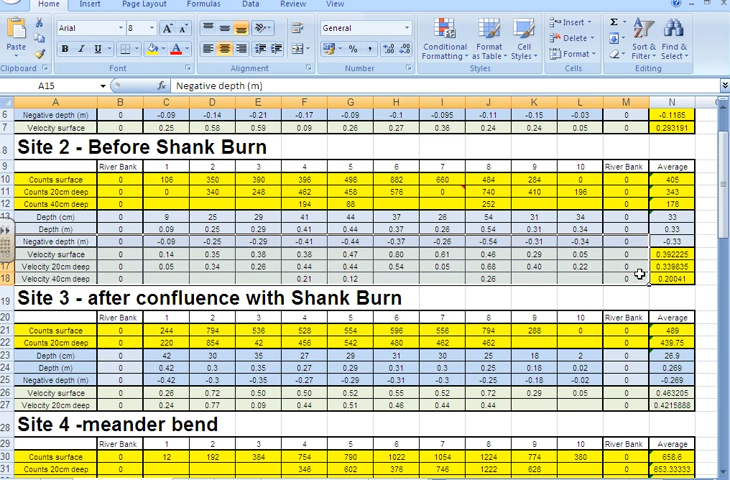 Home Insert Page Layout Formulas Data Review View
Paste
Arial 8
General
Conditional Formatting Format as Table Cell Styles
Insert Delete Format
Sort & Filter Find & Select
Clipboard Font Alignment Number Styles Cells Editing
A15 fx Negative depth (m)
A B C D E F G H I J K L M N
6 Negative depth (m) 0 -0.09 -0.14 -0.21 -0.17 -0.09 -0.1 -0.095 -0.11 -0.15 -0.03 0 -0.1185
7 Velocity surface 0 0.25 0.58 0.59 0.09 0.26 0.27 0.36 0.24 0.24 0.05 0 0.293191
8 Site 2 - Before Shank Burn
9 River Bank 1 2 3 4 5 6 7 8 9 10 River Bank Average
10 Counts surface 0 106 350 390 396 498 882 660 484 284 0 0 405
11 Counts 20cm deep 0 0 340 248 462 458 576 0 740 410 196 0 343
12 Counts 40cm deep 0 194 88 252 0 178
13 Depth (cm) 0 9 25 29 41 44 37 26 54 31 34 0 33
Depth (m) 0 0.09 0.25 0.29 0.41 0.44 0.37 0.26 0.54 0.31 0.34 0 0.33
Negative depth (m) 0 -0.09 -0.25 -0.29 -0.41 -0.44 -0.37 -0.26 -0.54 -0.31 -0.34 0 -0.33
Velocity surface 0 0.14 0.35 0.38 0.38 0.47 0.80 0.61 0.46 0.29 0.05 0 0.392225
17 Velocity 20cm deep 0 0.05 0.34 0.26 0.44 0.44 0.54 0.05 0.68 0.40 0.22 0 0.339835
18 Velocity 40cm deep 0 0.21 0.12 0.26 0 0.20041
19 Site 3 - after confluence with Shank Burn
20 River Bank 1 2 3 4 5 6 7 8 9 10 River Bank Average
21 Counts surface 0 244 794 536 528 554 596 556 794 288 0 0 489
22 Counts 20cm deep 0 220 854 42 456 542 480 462 462 0 439.75
23 Depth (cm) 0 42 30 35 27 29 31 30 25 18 2 0 26.9
24 Depth (m) 0 0.42 0.3 0.35 0.27 0.29 0.31 0.3 0.25 0.18 0.02 0 0.269
25 Negative depth (m) 0 -0.42 -0.3 -0.35 -0.27 -0.29 -0.31 -0.3 -0.25 -0.18 -0.02 0 -0.269
26 Velocity surface 0 0.26 0.72 0.50 0.50 0.52 0.55 0.52 0.72 0.29 0.05 0 0.463205
27 Velocity 20cm deep 0 0.24 0.77 0.09 0.44 0.51 0.46 0.44 0.44 0 0.4215888
28 Site 4 -meander bend
29 River Bank 1 2 3 4 5 6 7 8 9 10 River Bank Average
30 Counts surface 0 12 192 384 754 790 1022 1054 1224 774 380 0 658.6
31 Counts 20cm deep 0 346 602 376 746 1222 628 0 653.33333